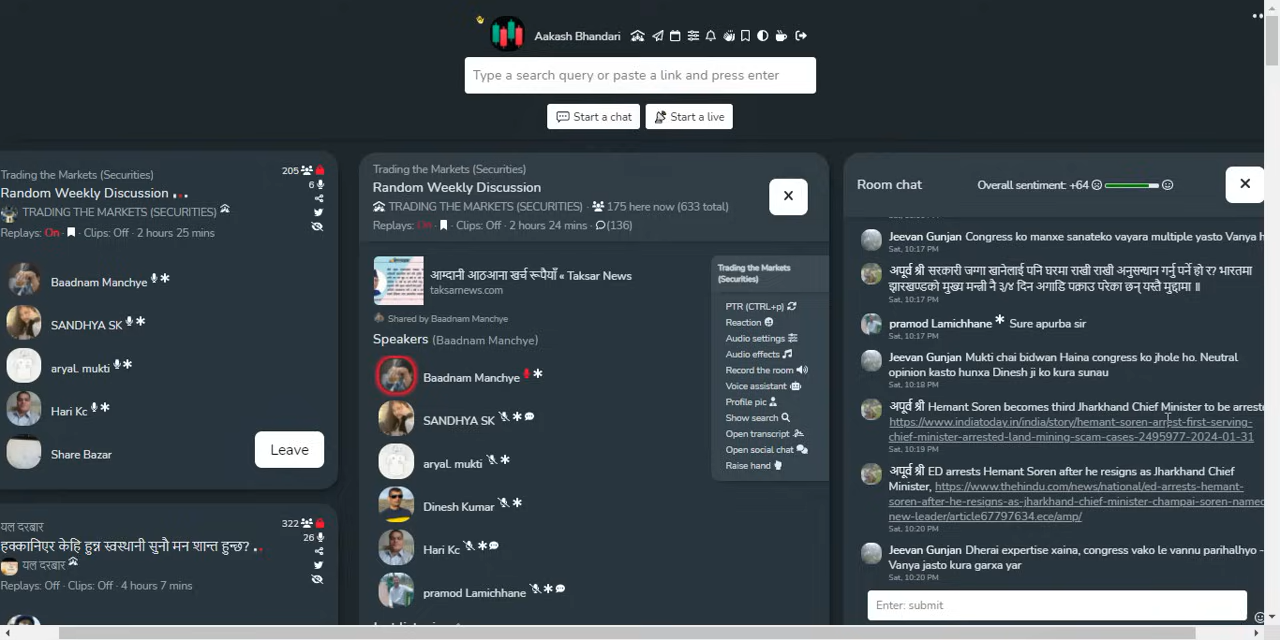 Aakash Bhandari
Type a search query or paste a link and press enter
Start a chat
Start a live
Trading the Markets (Securities)
205
Random Weekly Discussion
6
TRADING THE MARKETS (SECURITIES)
Replays: On · Clips: Off · 2 hours 25 mins
Baadnam Manchye
SANDHYA SK
aryal. mukti
Hari Kc
Share Bazar
Leave
यल दरबार
322
26
हक्कानिएर केहि हुन्न स्वस्थानी सुनौ मन शान्त हुन्छ?
यल दरबार
Replays: Off · Clips: Off · 4 hours 7 mins
Trading the Markets (Securities)
Random Weekly Discussion
TRADING THE MARKETS (SECURITIES) · 175 here now (633 total)
Replays: On · Clips: Off · 2 hours 24 mins · (136)
आम्दानी आठआना खर्च रूपैयाँ « Taksar News
taksarnews.com
Shared by Baadnam Manchye
Speakers (Baadnam Manchye)
Baadnam Manchye
SANDHYA SK
aryal. mukti
Dinesh Kumar
Hari Kc
pramod Lamichhane
Trading the Markets
(Securities)
PTR (CTRL+p)
Reaction
Audio settings
Audio effects
Record the room
Voice assistant
Profile pic
Show search
Open transcript
Open social chat
Raise hand
Room chat
Overall sentiment: +64
Jeevan Gunjan Congress ko manxe sanateko vayara multiple yasto Vanya h
Sat, 10:17 PM
अपूर्व श्री सरकारी जग्गा खानेलाई पनि घरमा राखी राखी अनुसन्धान गर्नु पर्ने हो र? भारतमा
झारखण्डको मुख्य मन्त्री नै ३/४ दिन अगाडि पक्राउ परेका छन् यस्तै मुद्दामा ॥
Sat, 10:17 PM
pramod Lamichhane Sure apurba sir
Sat, 10:17 PM
Jeevan Gunjan Mukti chai bidwan Haina congress ko jhole ho. Neutral
opinion kasto hunxa Dinesh ji ko kura sunau
Sat, 10:18 PM
अपूर्व श्री Hemant Soren becomes third Jharkhand Chief Minister to be arreste
https://www.indiatoday.in/india/story/hemant-soren-arrest-first-serving-
chief-minister-arrested-land-mining-scam-cases-2495977-2024-01-31
Sat, 10:19 PM
अपूर्व श्री ED arrests Hemant Soren after he resigns as Jharkhand Chief
Minister, https://www.thehindu.com/news/national/ed-arrests-hemant-
soren-after-he-resigns-as-jharkhand-chief-minister-champai-soren-named
new-leader/article67797634.ece/amp/
Sat, 10:20 PM
Jeevan Gunjan Dherai expertise xaina, congress vako le vannu parihalhyo -
Vanya jasto kura garxa yar
Sat, 10:20 PM
Enter: submit